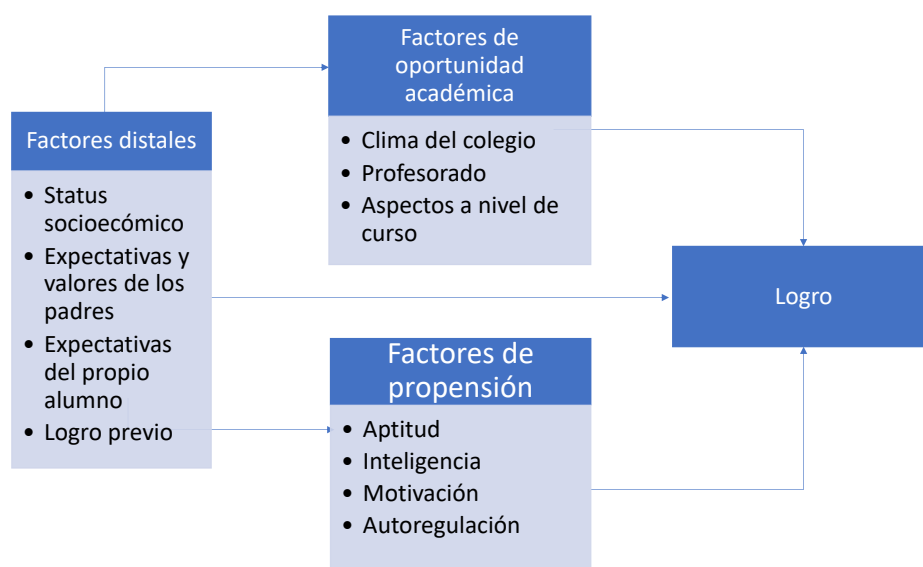 Factores distales
• Status
socioecómico
• Expectativas y
valores de los
padres
• Expectativas
del propio
alumno
• Logro previo
Factores de
oportunidad
académica
• Clima del colegio
• Profesorado
• Aspectos a nivel de
curso
Factores de
propensión
• Aptitud
• Inteligencia
• Motivación
• Autoregulación
Logro